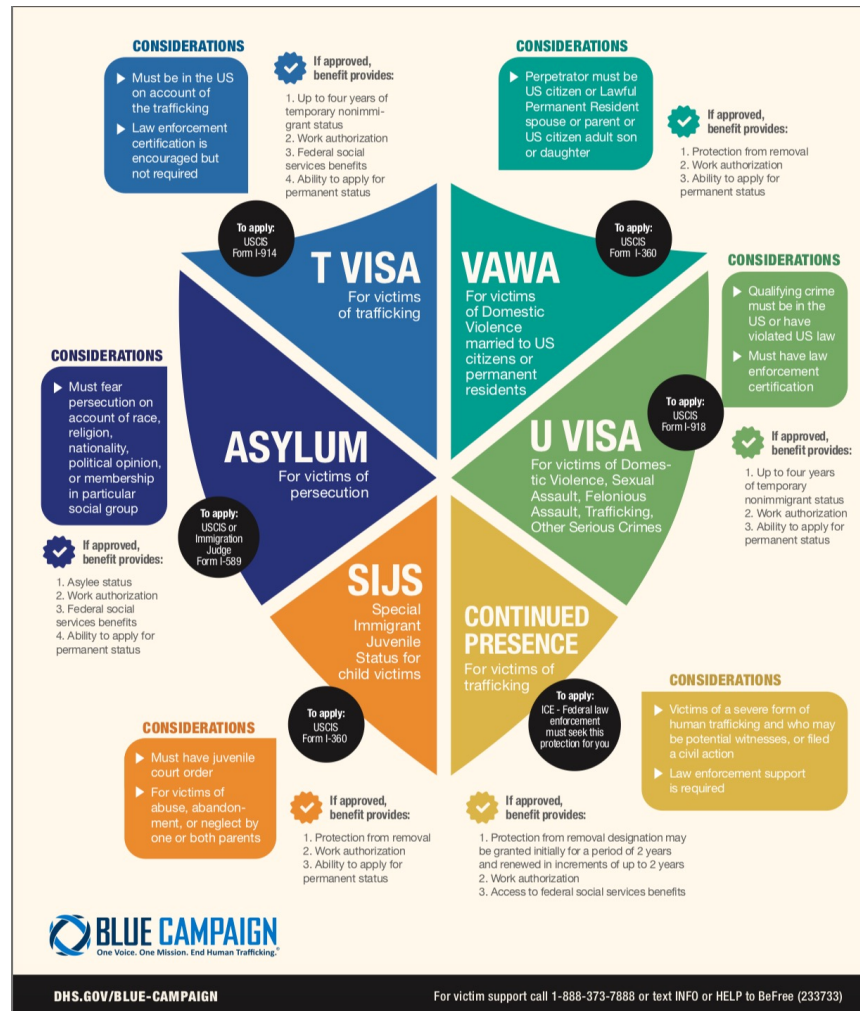 CONSIDERATIONS
Must be in the US
on account of
the trafficking
Law enforcement
certification is
encouraged but
not required
If approved,
benefit provides:
1. Up to four years of
temporary nonimmi-
grant status
2. Work authorization
3. Federal social
services benefits
4. Ability to apply for
permanent status
To apply:
USCIS
Form I-914
T VISA
For victims
of trafficking
CONSIDERATIONS
Perpetrator must be
US citizen or Lawful
Permanent Resident
spouse or parent or
US citizen adult son
or daughter
If approved,
benefit provides:
1. Protection from removal
2. Work authorization
3. Ability to apply for
permanent status
To apply:
USCIS
Form I-360
VAWA
For victims
of Domestic
Violence
married to US
citizens or
permanent
residents
CONSIDERATIONS
Qualifying crime
must be in the
US or have
violated US law
Must have law
enforcement
certification
To apply:
USCIS
Form I-918
If approved,
benefit provides:
1. Up to four years
of temporary
nonimmigrant status
2. Work authorization
3. Ability to apply for
permanent status
U VISA
For victims of Domes-
tic Violence, Sexual
Assault, Felonious
Assault, Trafficking,
Other Serious Crimes
CONSIDERATIONS
Must fear
persecution on
account of race,
religion,
nationality,
political opinion,
or membership
in particular
social group
ASYLUM
For victims of
persecution
To apply:
USCIS or
Immigration
Judge
Form I-589
If approved,
benefit provides:
1. Asylee status
2. Work authorization
3. Federal social
services benefits
4. Ability to apply for
permanent status
SIJS
Special
Immigrant
Juvenile
Status for
child victims
To apply:
USCIS
Form I-360
CONSIDERATIONS
Must have juvenile
court order
For victims of
abuse, abandon-
ment, or neglect by
one or both parents
If approved,
benefit provides:
1. Protection from removal
2. Work authorization
3. Ability to apply for
permanent status
CONTINUED
PRESENCE
For victims of
trafficking
To apply:
ICE - Federal law
enforcement
must seek this
protection for you
CONSIDERATIONS
Victims of a severe form of
human trafficking and who may
be potential witnesses, or filed
a civil action
Law enforcement support
is required
If approved,
benefit provides:
1. Protection from removal designation may
be granted initially for a period of 2 years
and renewed in increments of up to 2 years
2. Work authorization
3. Access to federal social services benefits
BLUE CAMPAIGN
One Voice. One Mission. End Human Trafficking.®
DHS.GOV/BLUE-CAMPAIGN
For victim support call 1-888-373-7888 or text INFO or HELP to BeFree (233733)